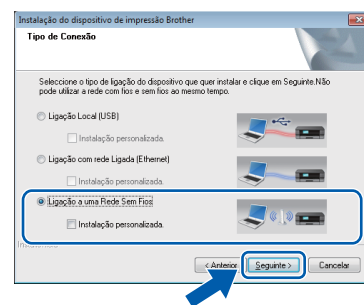 Instalação do dispositivo de impressão Brother
Tipo de Conexão
Seleccione o tipo de ligação do dispositivo que quer instalar e clique em Seguinte.Não
pode utilizar a rede com fios e sem fios ao mesmo tempo.
Ligação Local (USB)
Instalação personalizada.
Ligação com rede Ligada (Ethernet)
Instalação personalizada.
Ligação a uma Rede Sem Fios
Instalação personalizada.
< Anterior
Seguinte >
Cancelar